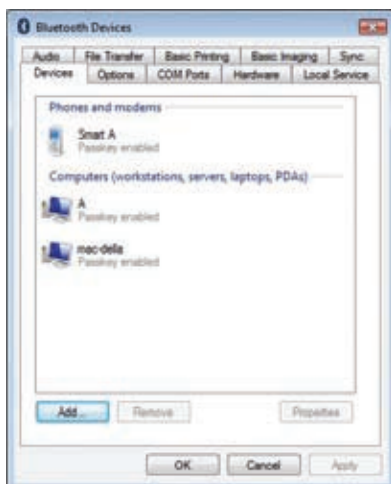 Bluetooth Devices
Audio File Transfer Basic Printing Basic Imaging Sync
Devices Options COM Ports Hardware Local Service
Phones and modems
Smart A
Passkey enabled
Computers (workstations, servers, laptops, PDAs)
A
Passkey enabled
mac-della
Passkey enabled
Add... Remove Properties
OK Cancel Apply